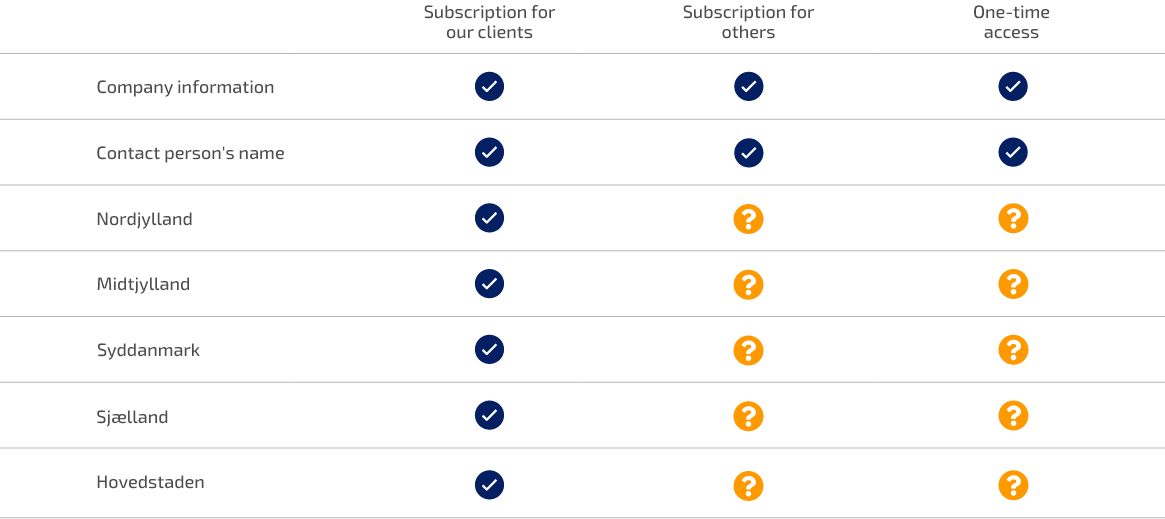 Subscription for
our clients
Subscription for
others
One-time
access
Company information
Contact person's name
Nordjylland
? ?
Midtjylland
? ?
Syddanmark
? ?
Sjælland
? ?
Hovedstaden
? ?